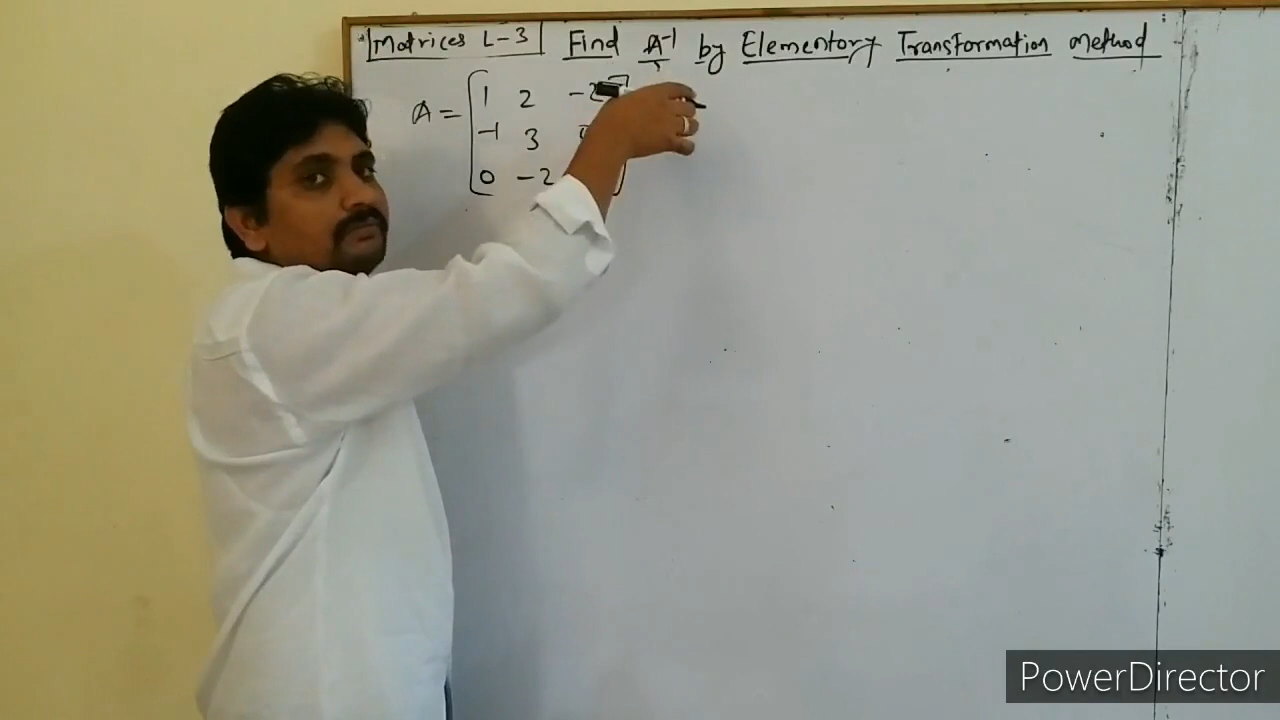 Matrices L-3 Find A⁻¹ by Elementary Transformation method
A = [ 1 2 -2
-1 3
0 -2 ]
PowerDirector